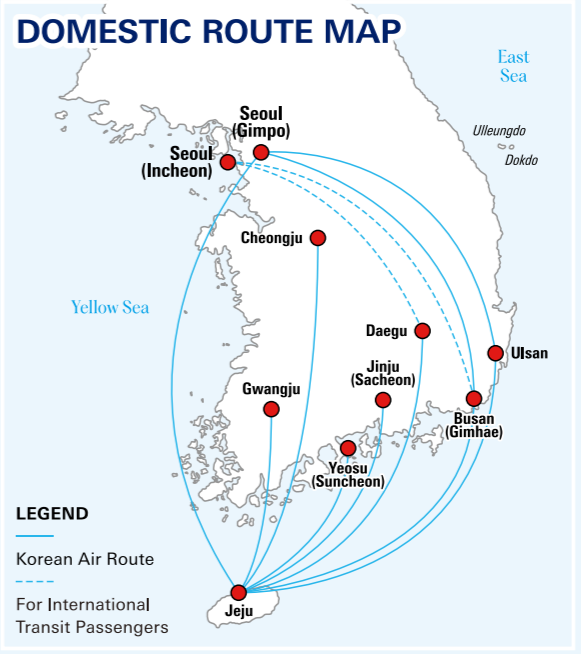 DOMESTIC ROUTE MAP
East
Sea
Ulleungdo
Dokdo
Seoul
(Gimpo)
Seoul
(Incheon)
Cheongju
Yellow Sea
Daegu
Ulsan
Jinju
(Sacheon)
Gwangju
Busan
(Gimhae)
Yeosu
(Suncheon)
LEGEND
Korean Air Route
For International
Transit Passengers
Jeju